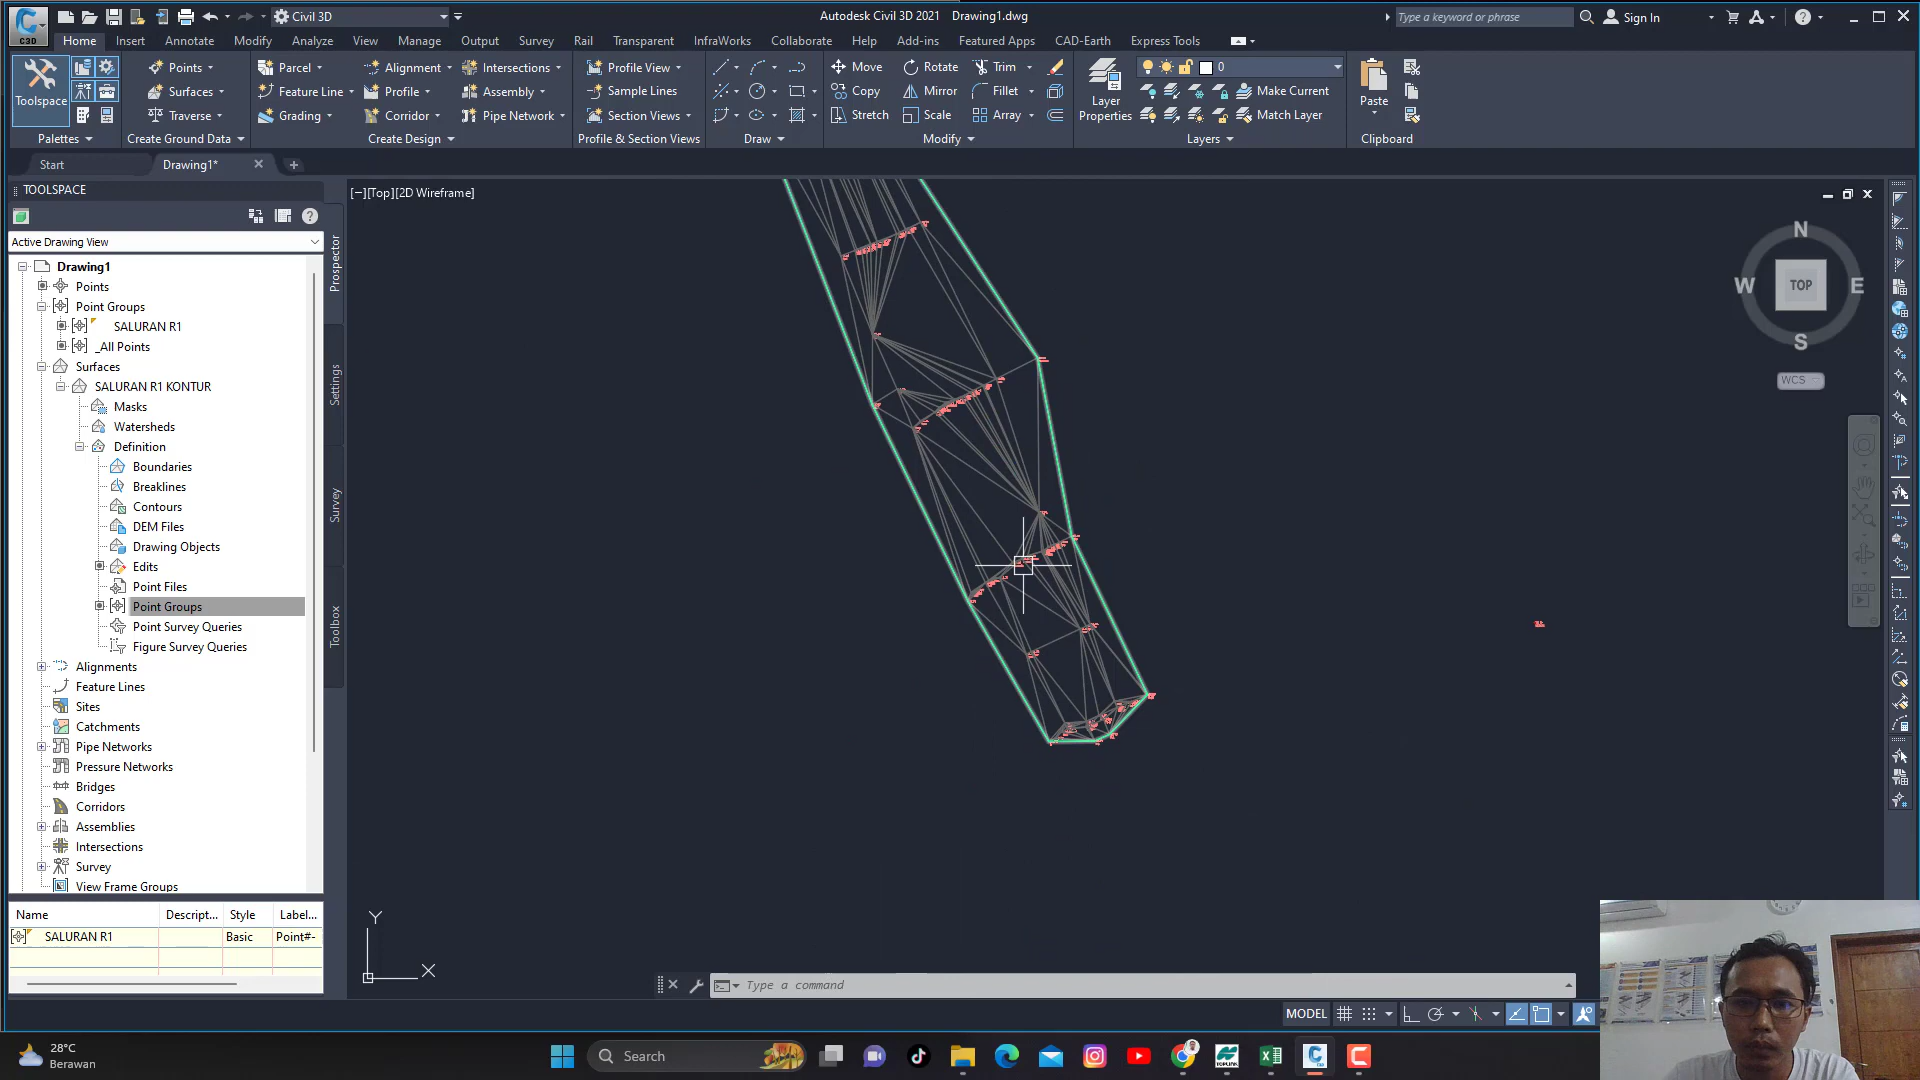 C3D
Civil 3D
Autodesk Civil 3D 2021 Drawing1.dwg
Type a keyword or phrase
Sign In
Home Insert Annotate Modify Analyze View Manage Output Survey Rail Transparent InfraWorks Collaborate Help Add-ins Featured Apps CAD-Earth Express Tools
Toolspace
Palettes
Points
Surfaces
Traverse
Create Ground Data
Parcel
Feature Line
Grading
Alignment
Profile
Corridor
Intersections
Assembly
Pipe Network
Create Design
Profile View
Sample Lines
Section Views
Profile & Section Views
Draw
Move
Copy
Stretch
Rotate
Mirror
Scale
Trim
Fillet
Array
Modify
Layer
Properties
0
Make Current
Match Layer
Layers
Paste
Clipboard
Start
Drawing1*
TOOLSPACE
[−][Top][2D Wireframe]
Active Drawing View
Drawing1
Points
Point Groups
SALURAN R1
_All Points
Surfaces
SALURAN R1 KONTUR
Masks
Watersheds
Definition
Boundaries
Breaklines
Contours
DEM Files
Drawing Objects
Edits
Point Files
Point Groups
Point Survey Queries
Figure Survey Queries
Alignments
Feature Lines
Sites
Catchments
Pipe Networks
Pressure Networks
Bridges
Corridors
Assemblies
Intersections
Survey
View Frame Groups
Prospector
Settings
Survey
Toolbox
Name Descript... Style Label...
SALURAN R1 Basic Point#-
N
W TOP E
S
WCS
Y
X
Type a command
MODEL
28°C
Berawan
Search